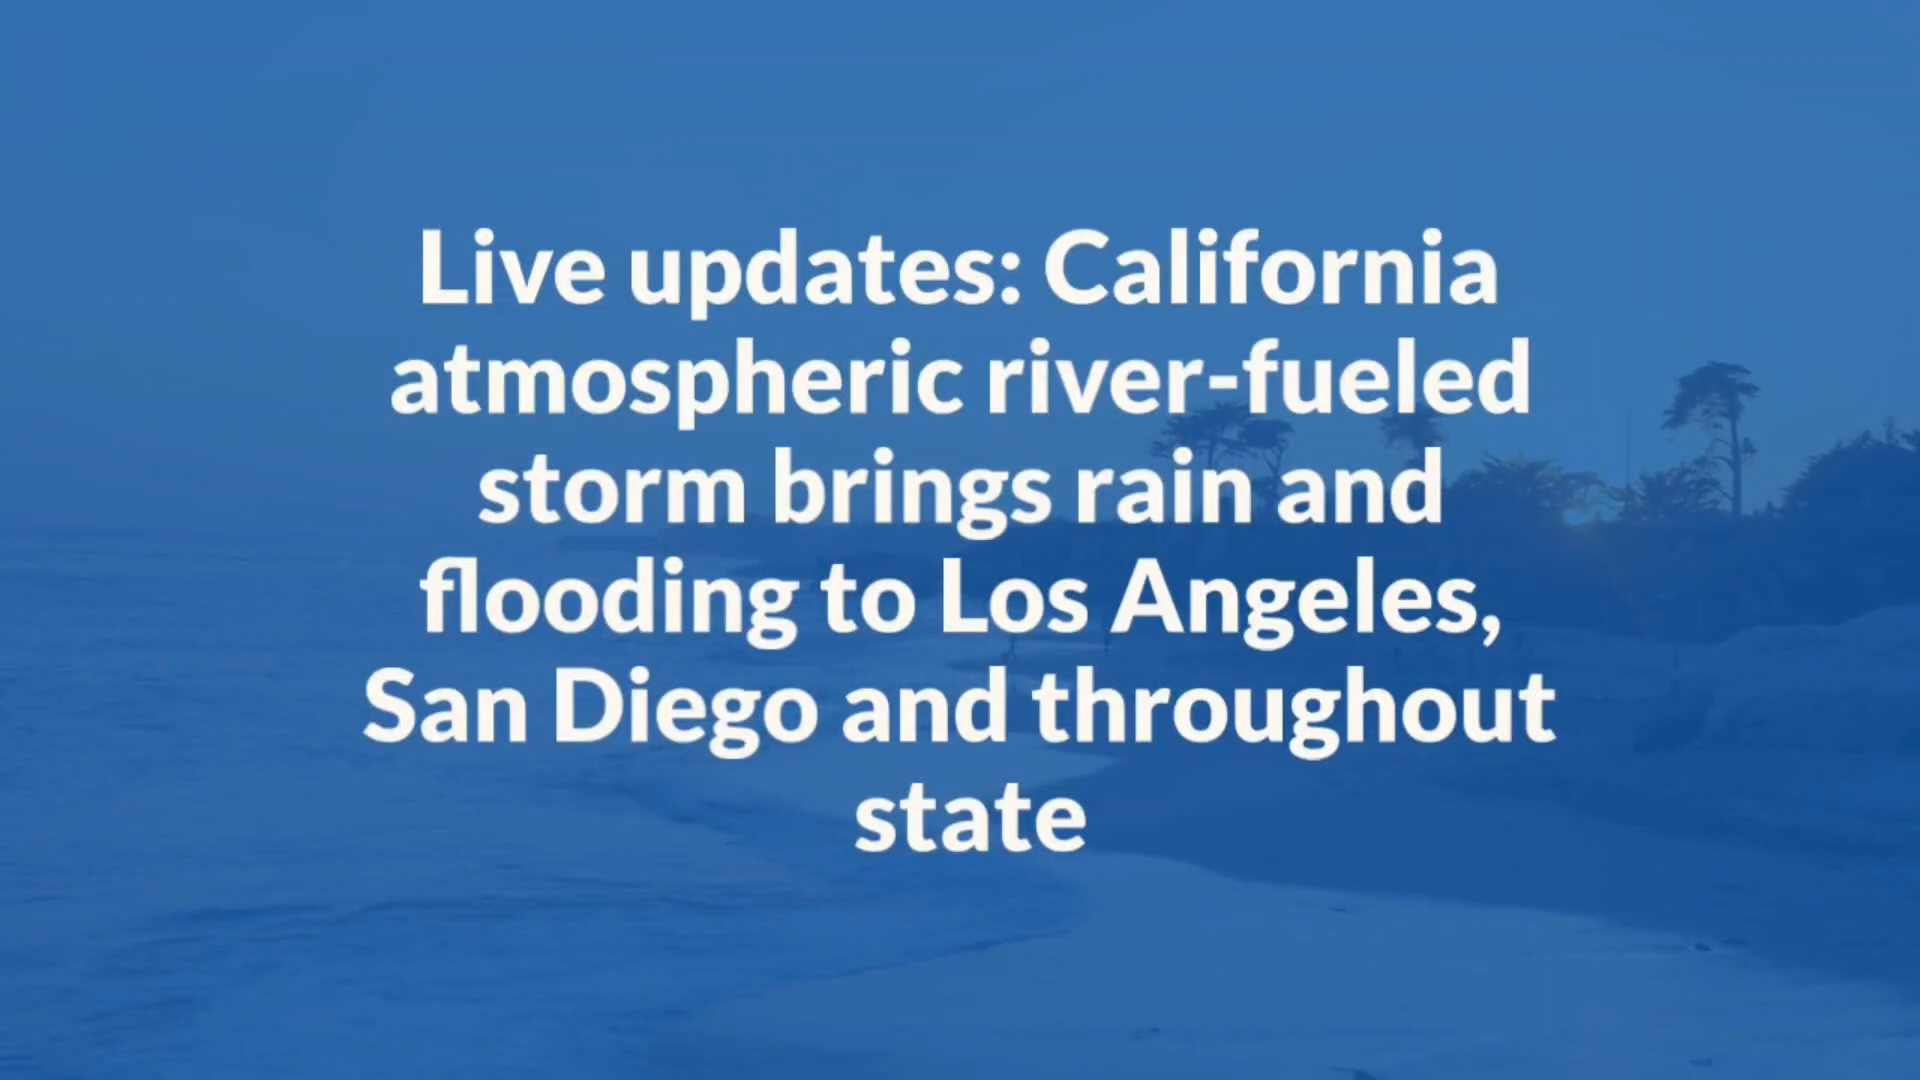 Live updates: California
atmospheric river-fueled
storm brings rain and
flooding to Los Angeles,
San Diego and throughout
state